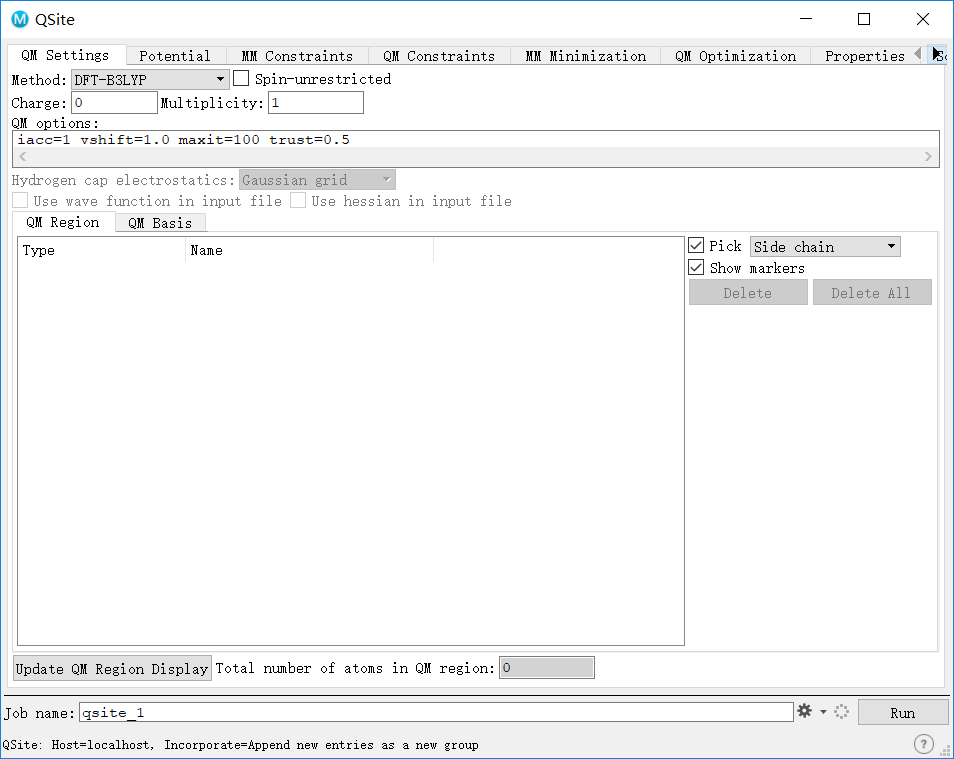 QSite
QM Settings Potential MM Constraints QM Constraints MM Minimization QM Optimization Properties
Method: DFT-B3LYP Spin-unrestricted
Charge: 0 Multiplicity: 1
QM options:
iacc=1 vshift=1.0 maxit=100 trust=0.5
Hydrogen cap electrostatics: Gaussian grid
Use wave function in input file Use hessian in input file
QM Region QM Basis
Type Name Pick Side chain
Show markers
Delete Delete All
Update QM Region Display Total number of atoms in QM region: 0
Job name: qsite_1 Run
QSite: Host=localhost, Incorporate=Append new entries as a new group ?